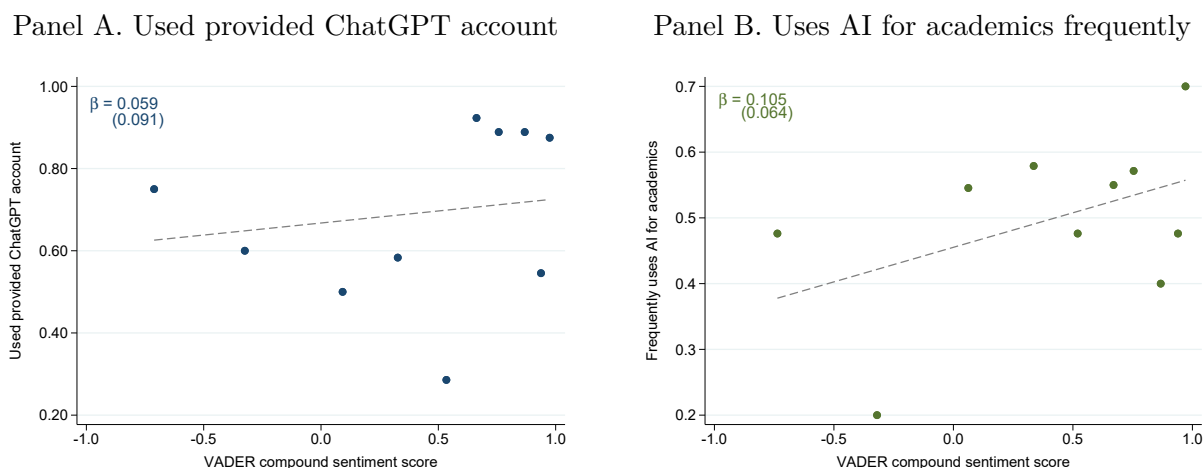 Panel A. Used provided ChatGPT account
β = 0.059
(0.091)
Used provided ChatGPT account
1.00
0.80
0.60
0.40
0.20
-1.0
-0.5
0.0
0.5
1.0
VADER compound sentiment score
Panel B. Uses AI for academics frequently
β = 0.105
(0.064)
Frequently uses AI for academics
0.7
0.6
0.5
0.4
0.3
0.2
-1.0
-0.5
0.0
0.5
1.0
VADER compound sentiment score